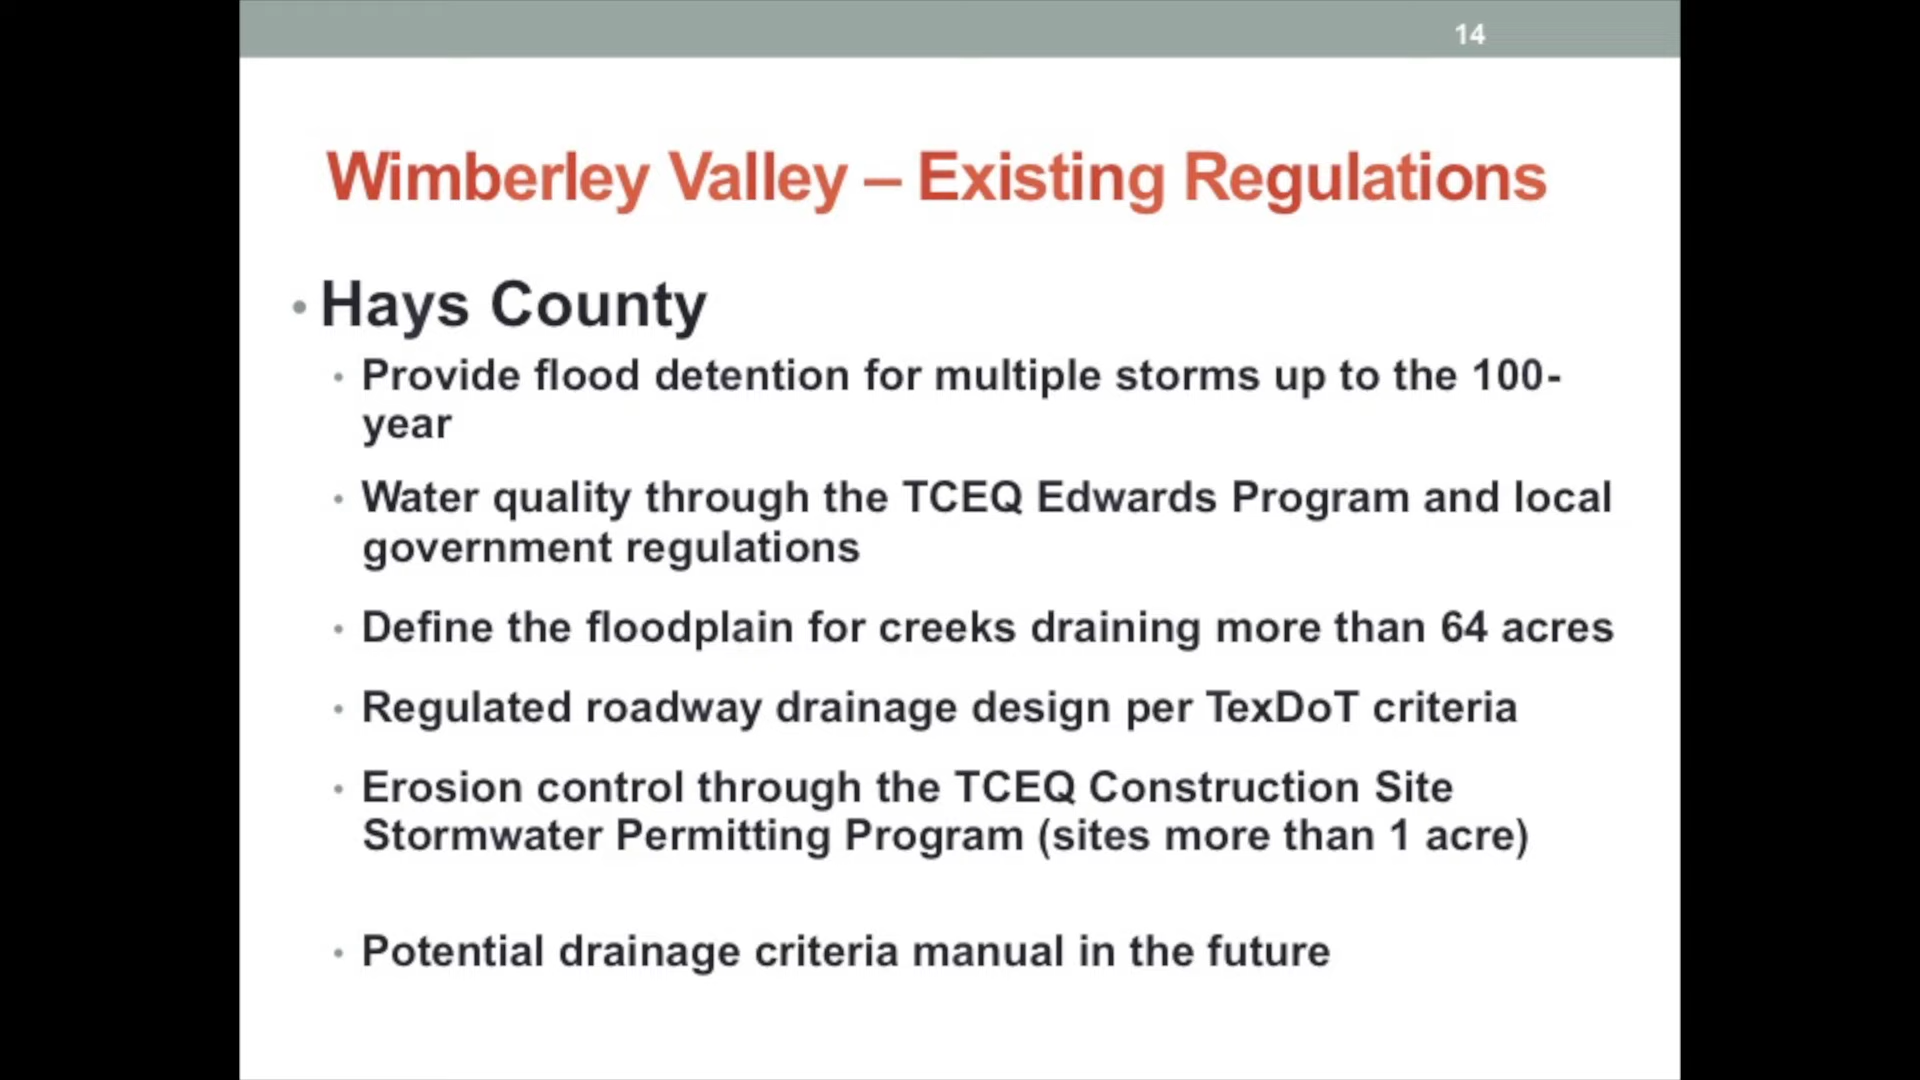 14
Wimberley Valley – Existing Regulations
• Hays County
• Provide flood detention for multiple storms up to the 100-
year
• Water quality through the TCEQ Edwards Program and local
government regulations
• Define the floodplain for creeks draining more than 64 acres
• Regulated roadway drainage design per TexDoT criteria
• Erosion control through the TCEQ Construction Site
Stormwater Permitting Program (sites more than 1 acre)
• Potential drainage criteria manual in the future